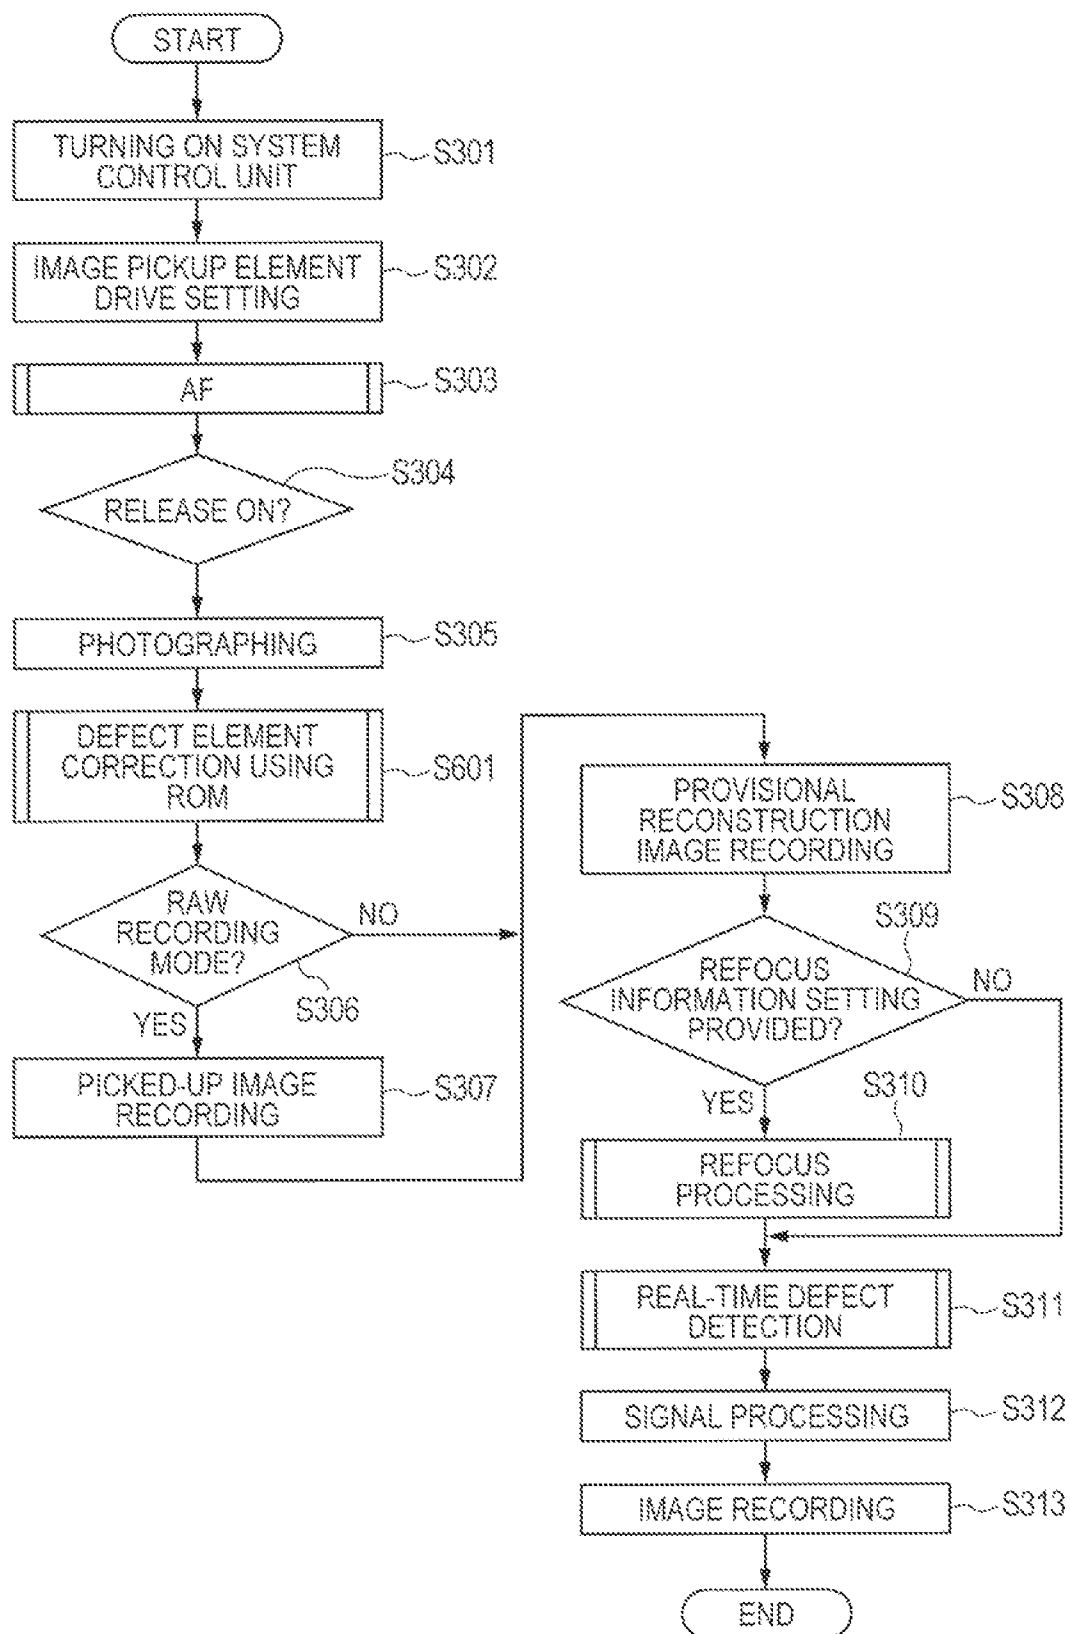 START
TURNING ON SYSTEM
CONTROL UNIT
S301
IMAGE PICKUP ELEMENT
DRIVE SETTING
S302
AF
S303
S304
RELEASE ON?
PHOTOGRAPHING
S305
DEFECT ELEMENT
CORRECTION USING
ROM
S601
RAW
RECORDING
MODE?
NO
S306
YES
PICKED-UP IMAGE
RECORDING
S307
PROVISIONAL
RECONSTRUCTION
IMAGE RECORDING
S308
S309
REFOCUS
INFORMATION SETTING
PROVIDED?
NO
YES
S310
REFOCUS
PROCESSING
REAL-TIME DEFECT
DETECTION
S311
SIGNAL PROCESSING
S312
IMAGE RECORDING
S313
END